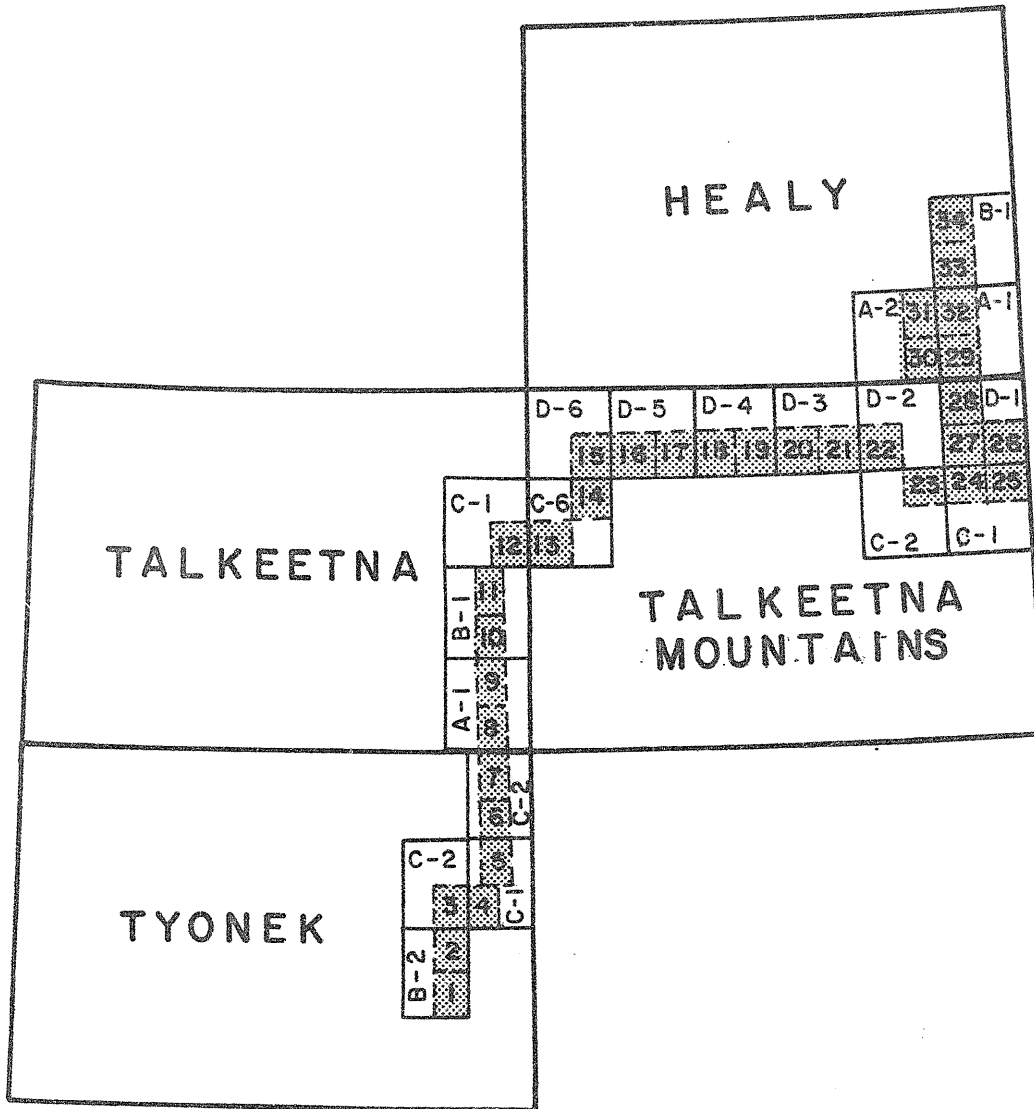 HEALY
34 B-1
33
A-2 31 32 A-1
30 29
D-6 D-5 D-4 D-3 D-2 28 D-1
15 16 17 18 19 20 21 22 27 26
C-1 C-6 14 23 24 25
12 13 C-2 C-1
TALKEETNA
B-1 11
10
TALKEETNA
MOUNTAINS
A-1 9
8
7
6 C-2
C-2 5
3 4 C-1
TYONEK
B-2 2
1